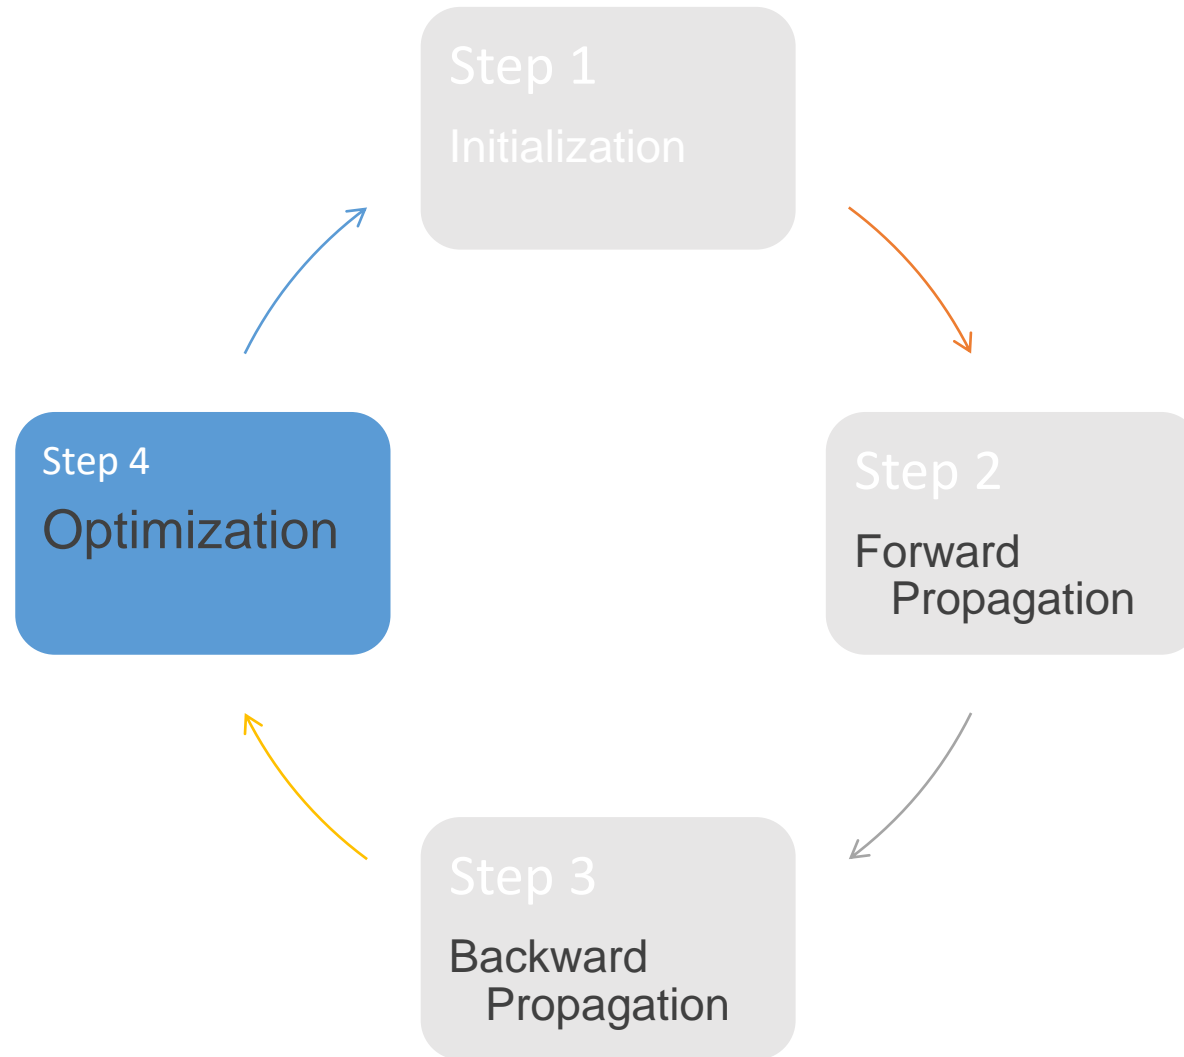 Step 1
Initialization
Step 2
Forward
Propagation
Step 3
Backward
Propagation
Step 4
Optimization